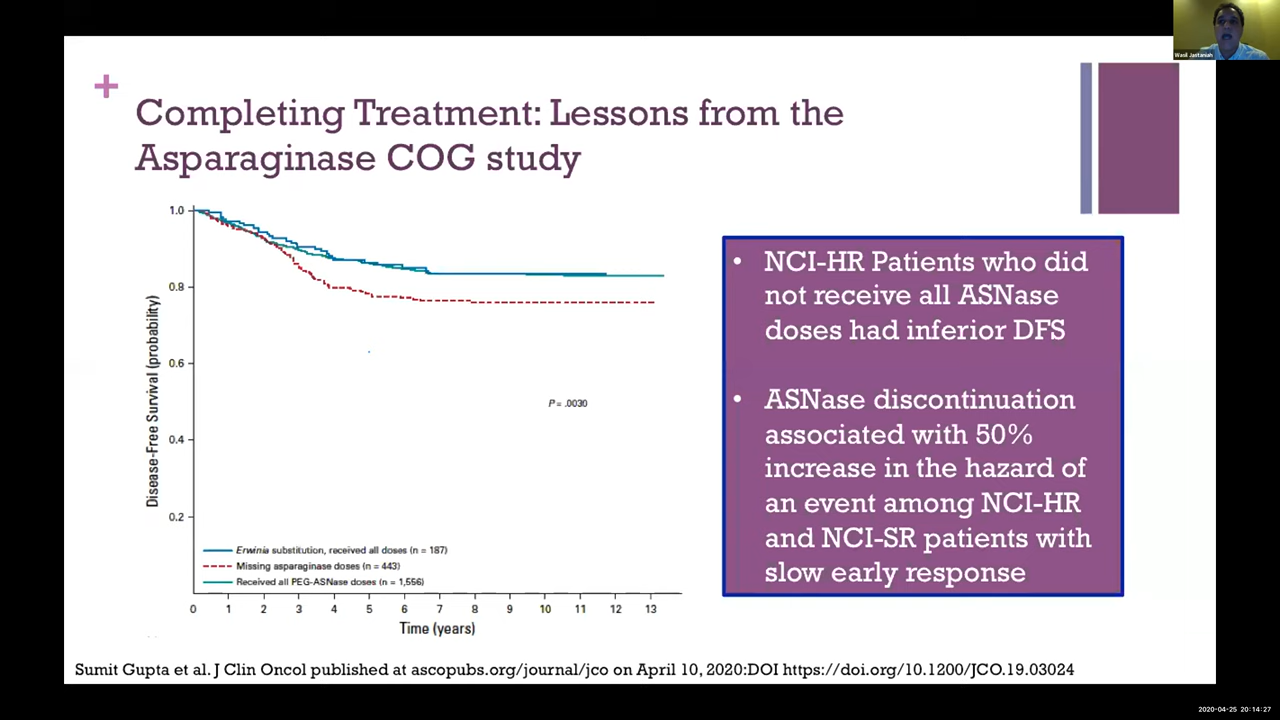 Wasil Jastaniah
+
Completing Treatment: Lessons from the
Asparaginase COG study
1.0
0.8
0.6
0.4
0.2
Disease-Free Survival (probability)
P = .0030
Erwinia substitution, received all doses (n = 187)
Missing asparaginase doses (n = 443)
Received all PEG-ASNase doses (n = 1,556)
0 1 2 3 4 5 6 7 8 9 10 11 12 13
Time (years)
• NCI-HR Patients who did
not receive all ASNase
doses had inferior DFS
• ASNase discontinuation
associated with 50%
increase in the hazard of
an event among NCI-HR
and NCI-SR patients with
slow early response
Sumit Gupta et al. J Clin Oncol published at ascopubs.org/journal/jco on April 10, 2020:DOI https://doi.org/10.1200/JCO.19.03024
2020-04-25 20:14:27